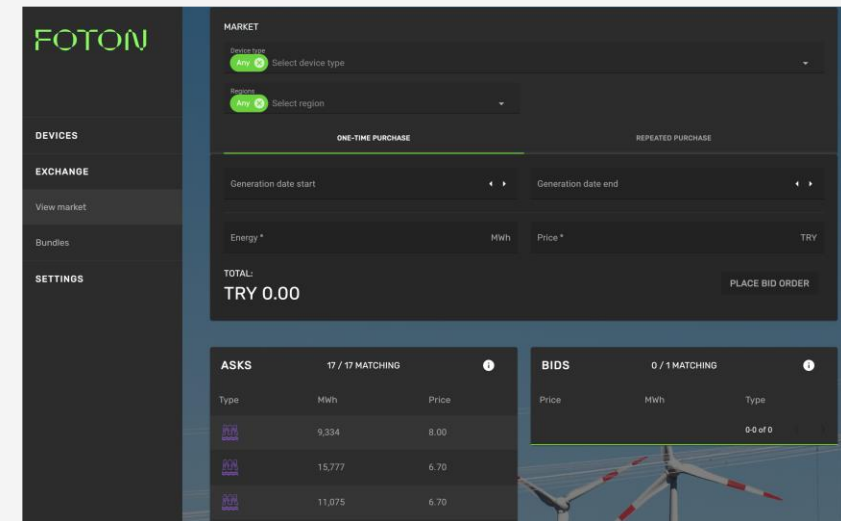 FOTON
DEVICES
EXCHANGE
View market
Bundles
SETTINGS
MARKET
Device type
Any Select device type
Regions
Any Select region
ONE-TIME PURCHASE REPEATED PURCHASE
Generation date start Generation date end
Energy * MWh Price * TRY
TOTAL:
TRY 0.00
PLACE BID ORDER
ASKS 17 / 17 MATCHING
Type MWh Price
9,334 8.00
15,777 6.70
11,075 6.70
BIDS 0 / 1 MATCHING
Price MWh Type
0-0 of 0